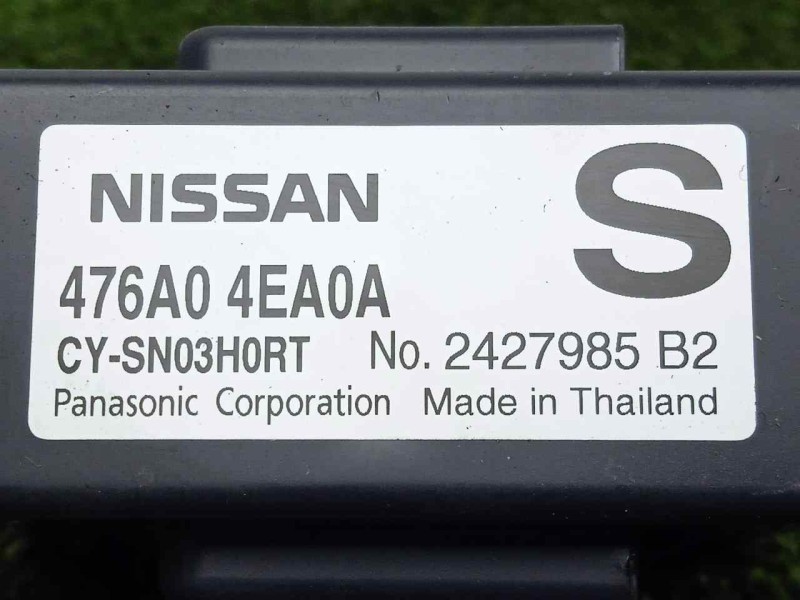 NISSAN S
476A0 4EA0A
CY-SN03H0RT No. 2427985 B2
Panasonic Corporation Made in Thailand